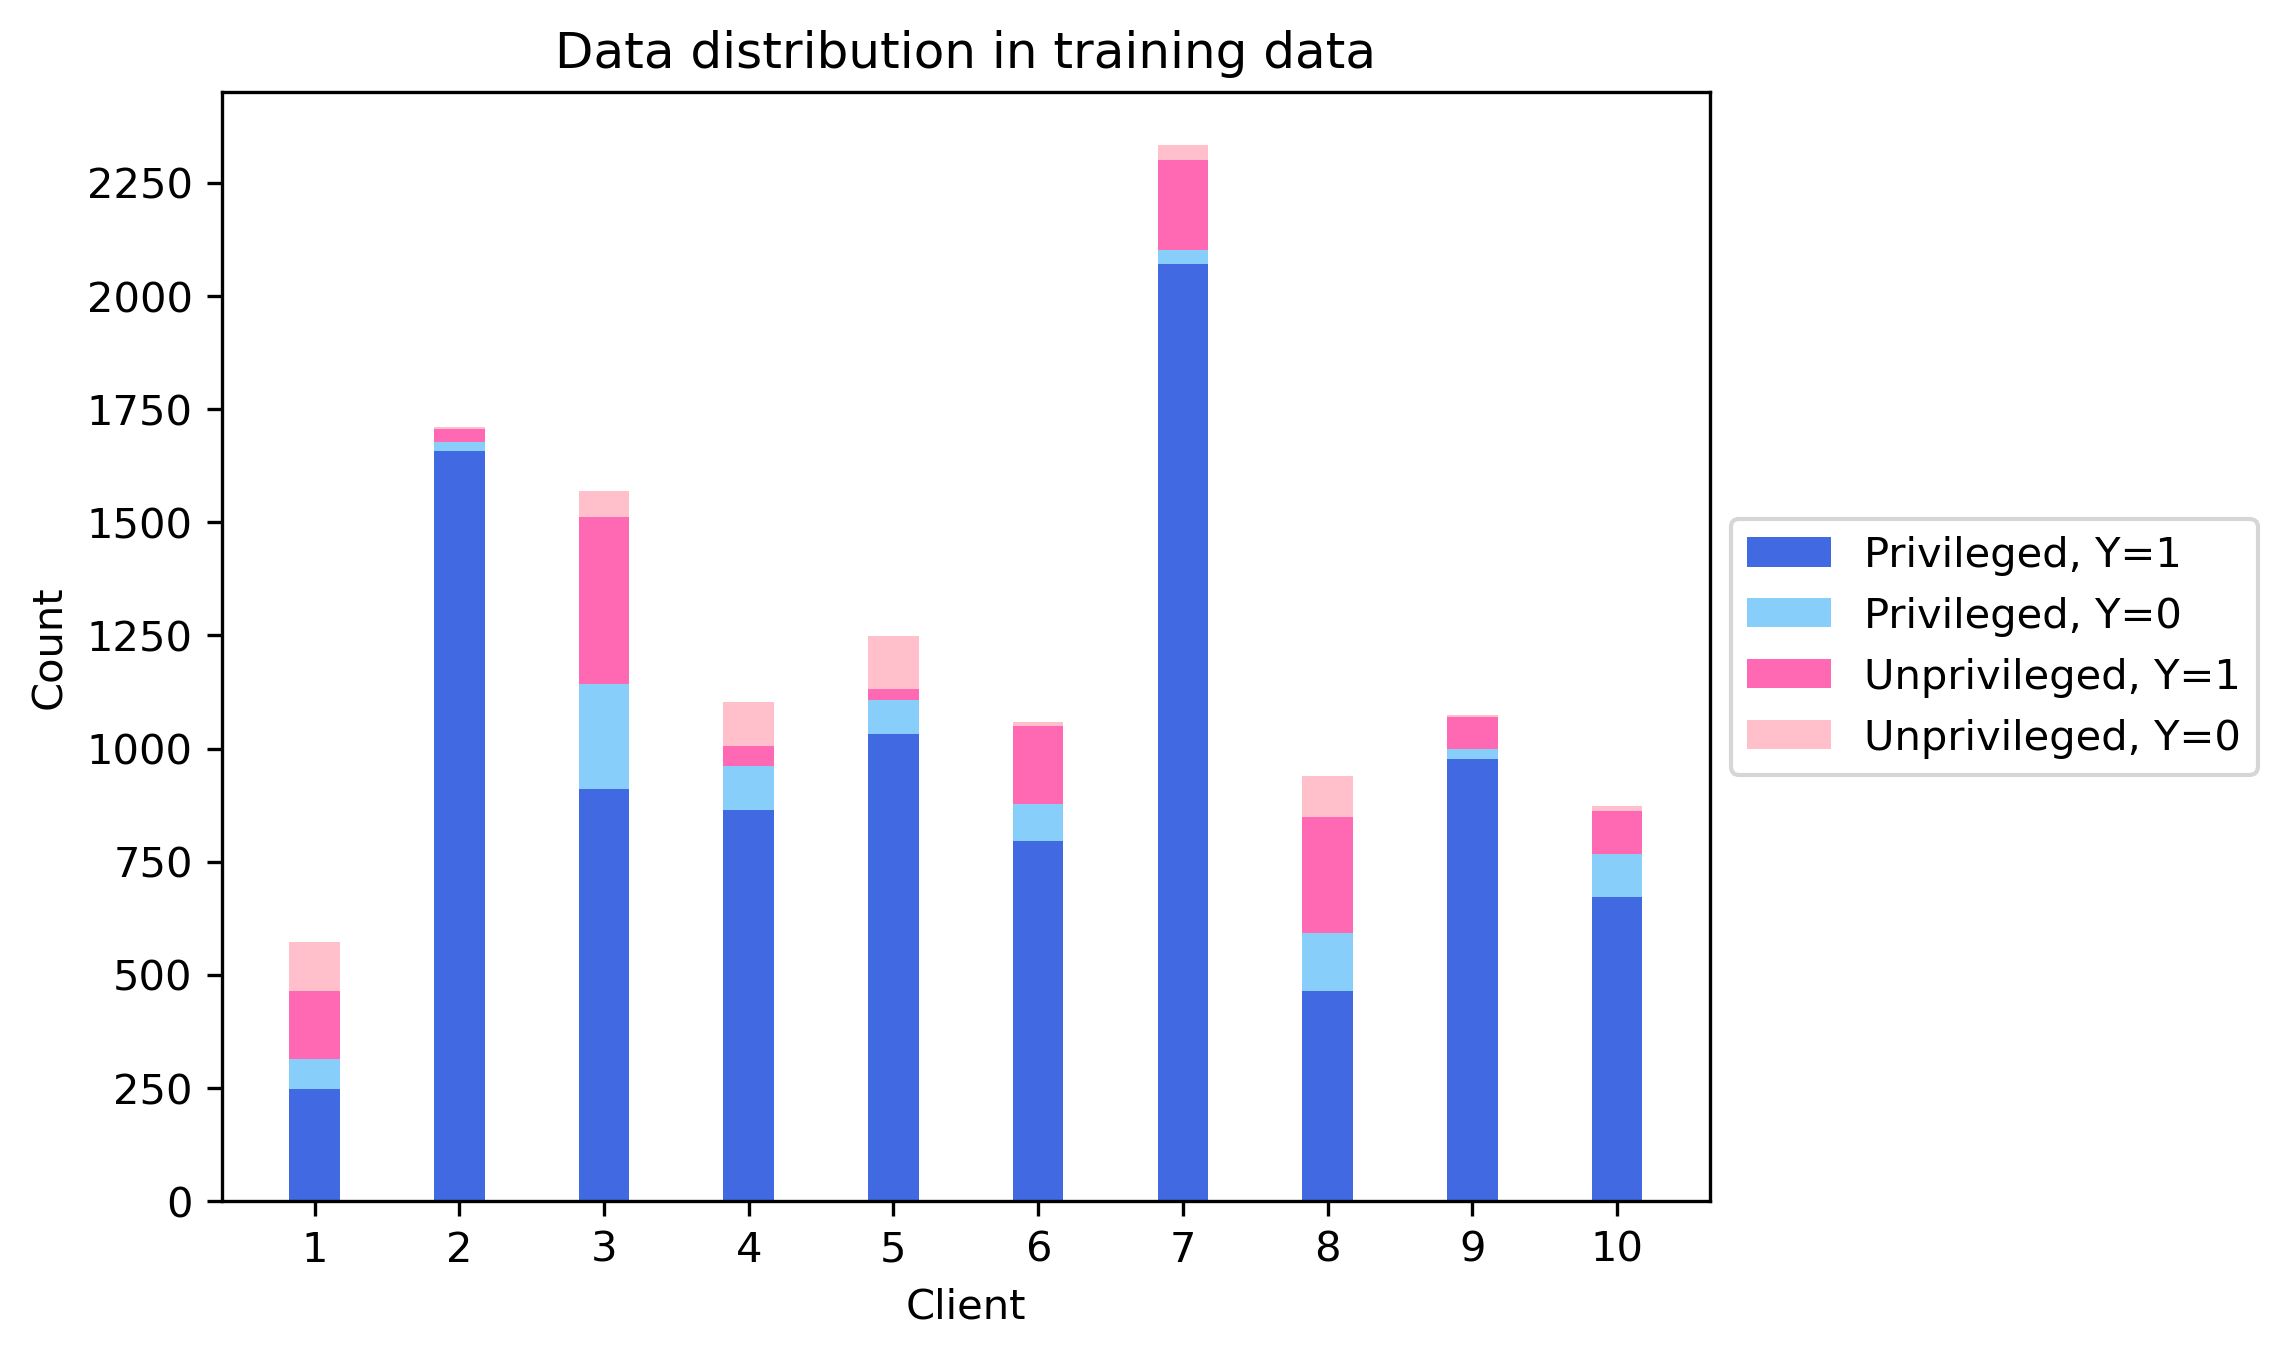 Data distribution in training data
Count
2250
2000
1750
1500
1250
1000
750
500
250
0
1 2 3 4 5 6 7 8 9 10
Client
Privileged, Y=1
Privileged, Y=0
Unprivileged, Y=1
Unprivileged, Y=0